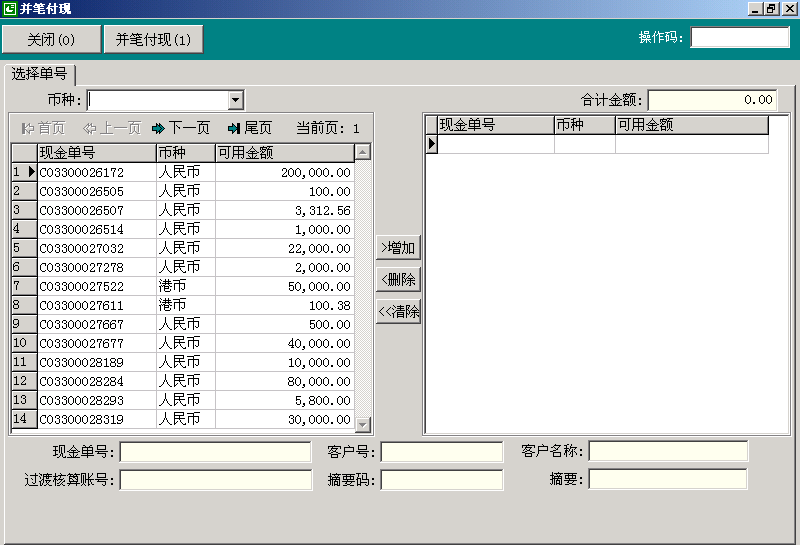 并笔付现
关闭(0) 并笔付现(1) 操作码:
选择单号
币种: 合计金额: 0.00
首页 上一页 下一页 尾页 当前页: 1
现金单号 币种 可用金额 现金单号 币种 可用金额
1 C03300026172 人民币 200,000.00
2 C03300026505 人民币 100.00
3 C03300026507 人民币 3,312.56
4 C03300026514 人民币 1,000.00
5 C03300027032 人民币 22,000.00
>增加
6 C03300027278 人民币 2,000.00
<删除
7 C03300027522 港币 50,000.00
8 C03300027611 港币 100.38
<<清除
9 C03300027667 人民币 500.00
10 C03300027677 人民币 40,000.00
11 C03300028189 人民币 10,000.00
12 C03300028284 人民币 80,000.00
13 C03300028293 人民币 5,800.00
14 C03300028319 人民币 30,000.00
现金单号: 客户号: 客户名称:
过渡核算账号: 摘要码: 摘要: